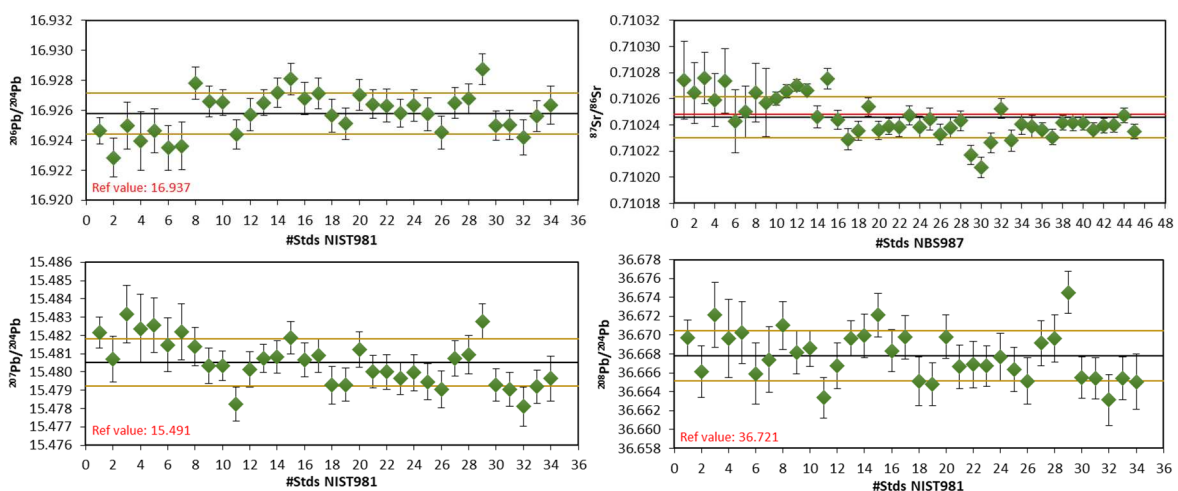 16.932
16.930
16.928
16.926
16.924
16.922
16.920
²⁰⁶Pb/²⁰⁴Pb
Ref value: 16.937
0 2 4 6 8 10 12 14 16 18 20 22 24 26 28 30 32 34 36
#Stds NIST981
0.71032
0.71030
0.71028
0.71026
0.71024
0.71022
0.71020
0.71018
⁸⁷Sr/⁸⁶Sr
0 2 4 6 8 10 12 14 16 18 20 22 24 26 28 30 32 34 36 38 40 42 44 46 48
#Stds NBS987
15.486
15.485
15.484
15.483
15.482
15.481
15.480
15.479
15.478
15.477
15.476
²⁰⁷Pb/²⁰⁴Pb
Ref value: 15.491
0 2 4 6 8 10 12 14 16 18 20 22 24 26 28 30 32 34 36
#Stds NIST981
36.678
36.676
36.674
36.672
36.670
36.668
36.666
36.664
36.662
36.660
36.658
²⁰⁸Pb/²⁰⁴Pb
Ref value: 36.721
0 2 4 6 8 10 12 14 16 18 20 22 24 26 28 30 32 34 36
#Stds NIST981